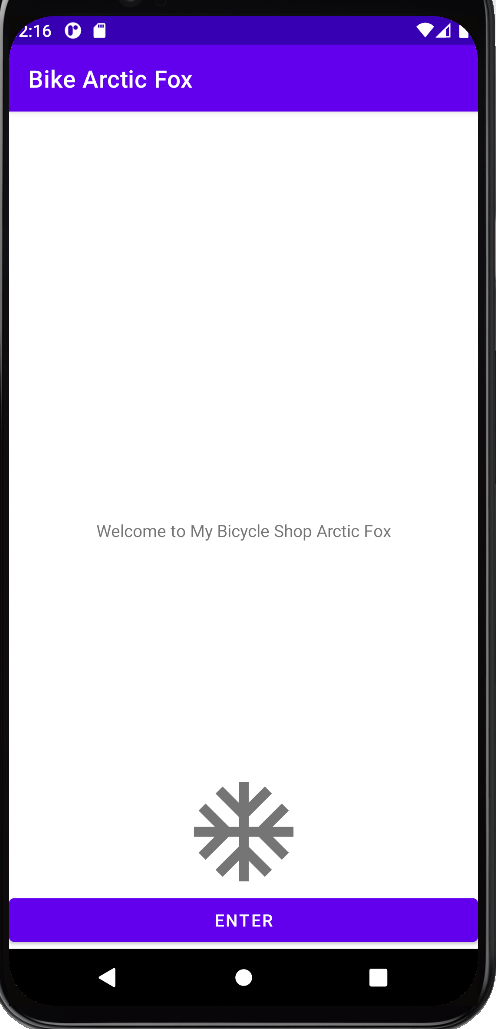 2:16
Bike Arctic Fox
Welcome to My Bicycle Shop Arctic Fox
ENTER